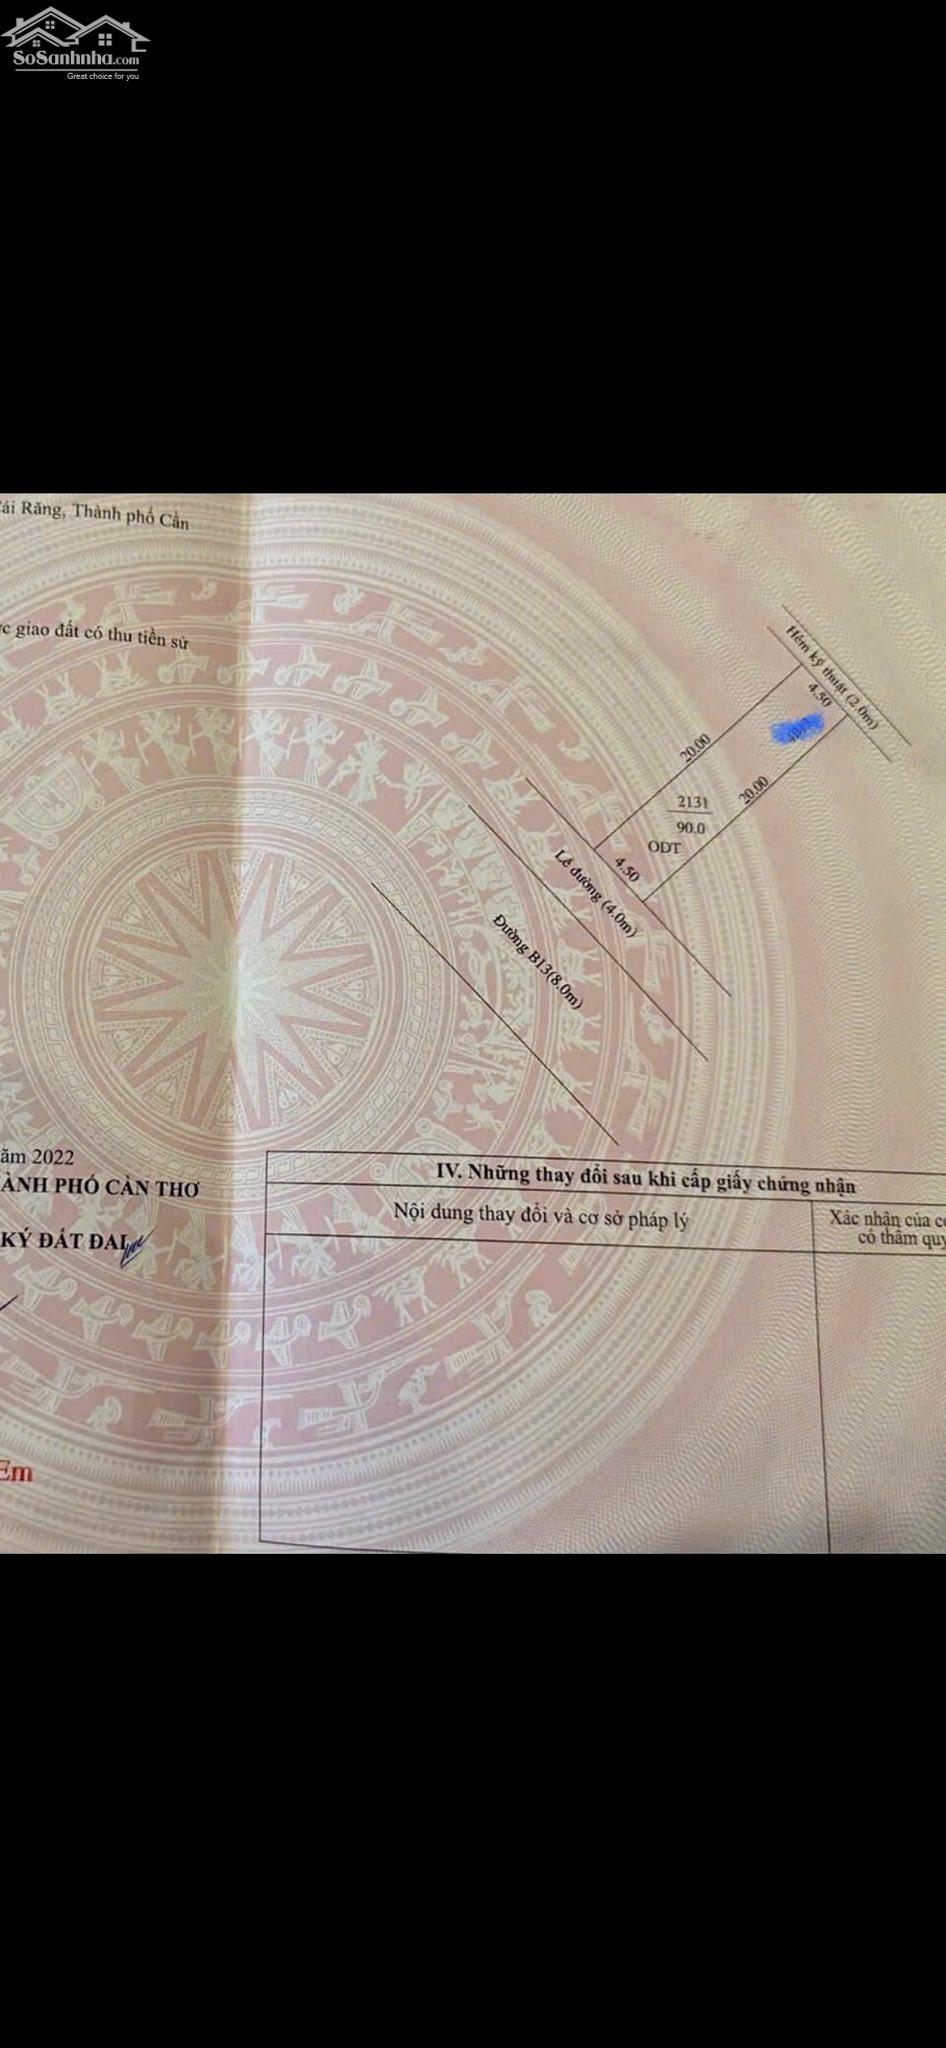 SoSanhnha.com
Great choice for you
ái Răng, Thành phố Cần
ợc giao đất có thu tiền sử
Hẻm kỹ thuật (2.0m)
4.50
20.00
20.00
2131
90.0
ODT
4.50
Lề đường (4.0m)
Đường B13(8.0m)
ăm 2022
ÀNH PHỐ CẦN THƠ
KÝ ĐẤT ĐAI
Em
IV. Những thay đổi sau khi cấp giấy chứng nhận
Nội dung thay đổi và cơ sở pháp lý
Xác nhận của cơ
có thẩm quy